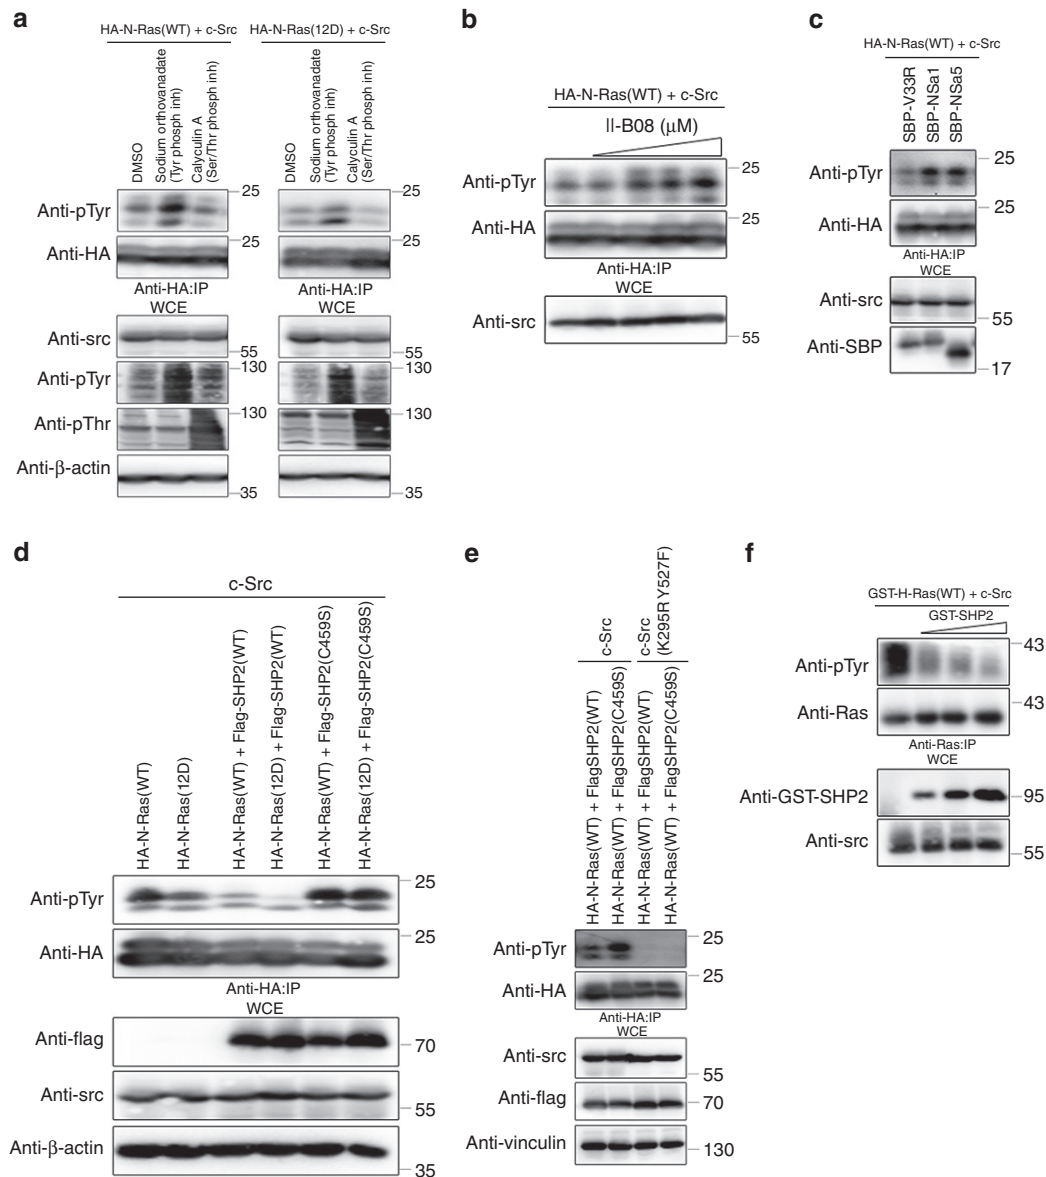 a
HA-N-Ras(WT) + c-Src
HA-N-Ras(12D) + c-Src
DMSO
Sodium orthovanadate
(Tyr phosph inh)
Calyculin A
(Ser/Thr phosph inh)
DMSO
Sodium orthovanadate
(Tyr phosph inh)
Calyculin A
(Ser/Thr phosph inh)
Anti-pTyr
25
25
Anti-HA
25
25
Anti-HA:IP
WCE
Anti-HA:IP
WCE
Anti-src
55
55
Anti-pTyr
130
130
Anti-pThr
130
130
Anti-β-actin
35
35
b
HA-N-Ras(WT) + c-Src
II-B08 (μM)
Anti-pTyr
25
Anti-HA
25
Anti-HA:IP
WCE
Anti-src
55
c
HA-N-Ras(WT) + c-Src
SBP-V33R
SBP-NSa1
SBP-NSa5
Anti-pTyr
25
Anti-HA
25
Anti-HA:IP
WCE
Anti-src
55
Anti-SBP
17
d
c-Src
HA-N-Ras(WT)
HA-N-Ras(12D)
HA-N-Ras(WT) + Flag-SHP2(WT)
HA-N-Ras(12D) + Flag-SHP2(WT)
HA-N-Ras(WT) + Flag-SHP2(C459S)
HA-N-Ras(12D) + Flag-SHP2(C459S)
Anti-pTyr
25
Anti-HA
25
Anti-HA:IP
WCE
Anti-flag
70
Anti-src
55
Anti-β-actin
35
e
c-Src
c-Src
(K295R Y527F)
HA-N-Ras(WT) + FlagSHP2(WT)
HA-N-Ras(WT) + FlagSHP2(C459S)
HA-N-Ras(WT) + FlagSHP2(WT)
HA-N-Ras(WT) + FlagSHP2(C459S)
Anti-pTyr
25
Anti-HA
25
Anti-HA:IP
WCE
Anti-src
55
Anti-flag
70
Anti-vinculin
130
f
GST-H-Ras(WT) + c-Src
GST-SHP2
Anti-pTyr
43
Anti-Ras
43
Anti-Ras:IP
WCE
Anti-GST-SHP2
95
Anti-src
55